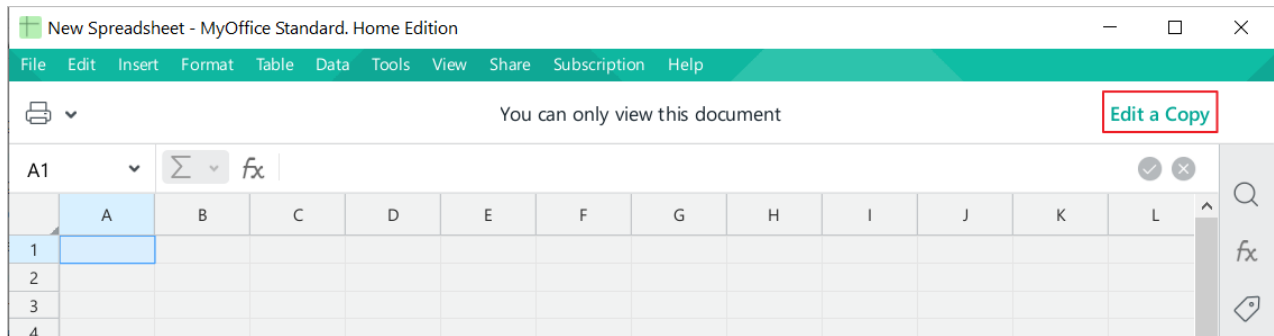 New Spreadsheet - MyOffice Standard. Home Edition
File Edit Insert Format Table Data Tools View Share Subscription Help
You can only view this document Edit a Copy
A1 fx
A B C D E F G H I J K L
1
2
3
4
fx